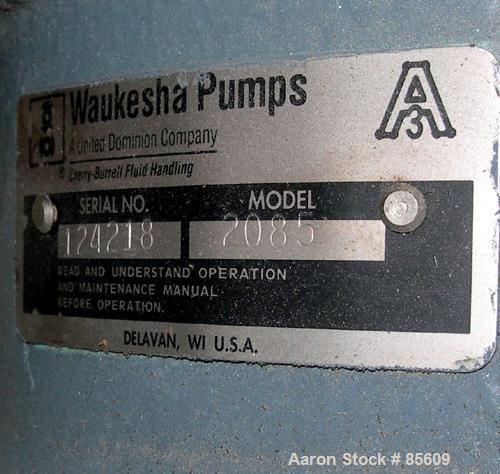 Waukesha Pumps
A United Dominion Company
® Cherry-Burrell Fluid Handling
A 3
SERIAL NO. MODEL
124218 2085
READ AND UNDERSTAND OPERATION
AND MAINTENANCE MANUAL
BEFORE OPERATION.
DELAVAN, WI U.S.A.
Aaron Stock # 85609